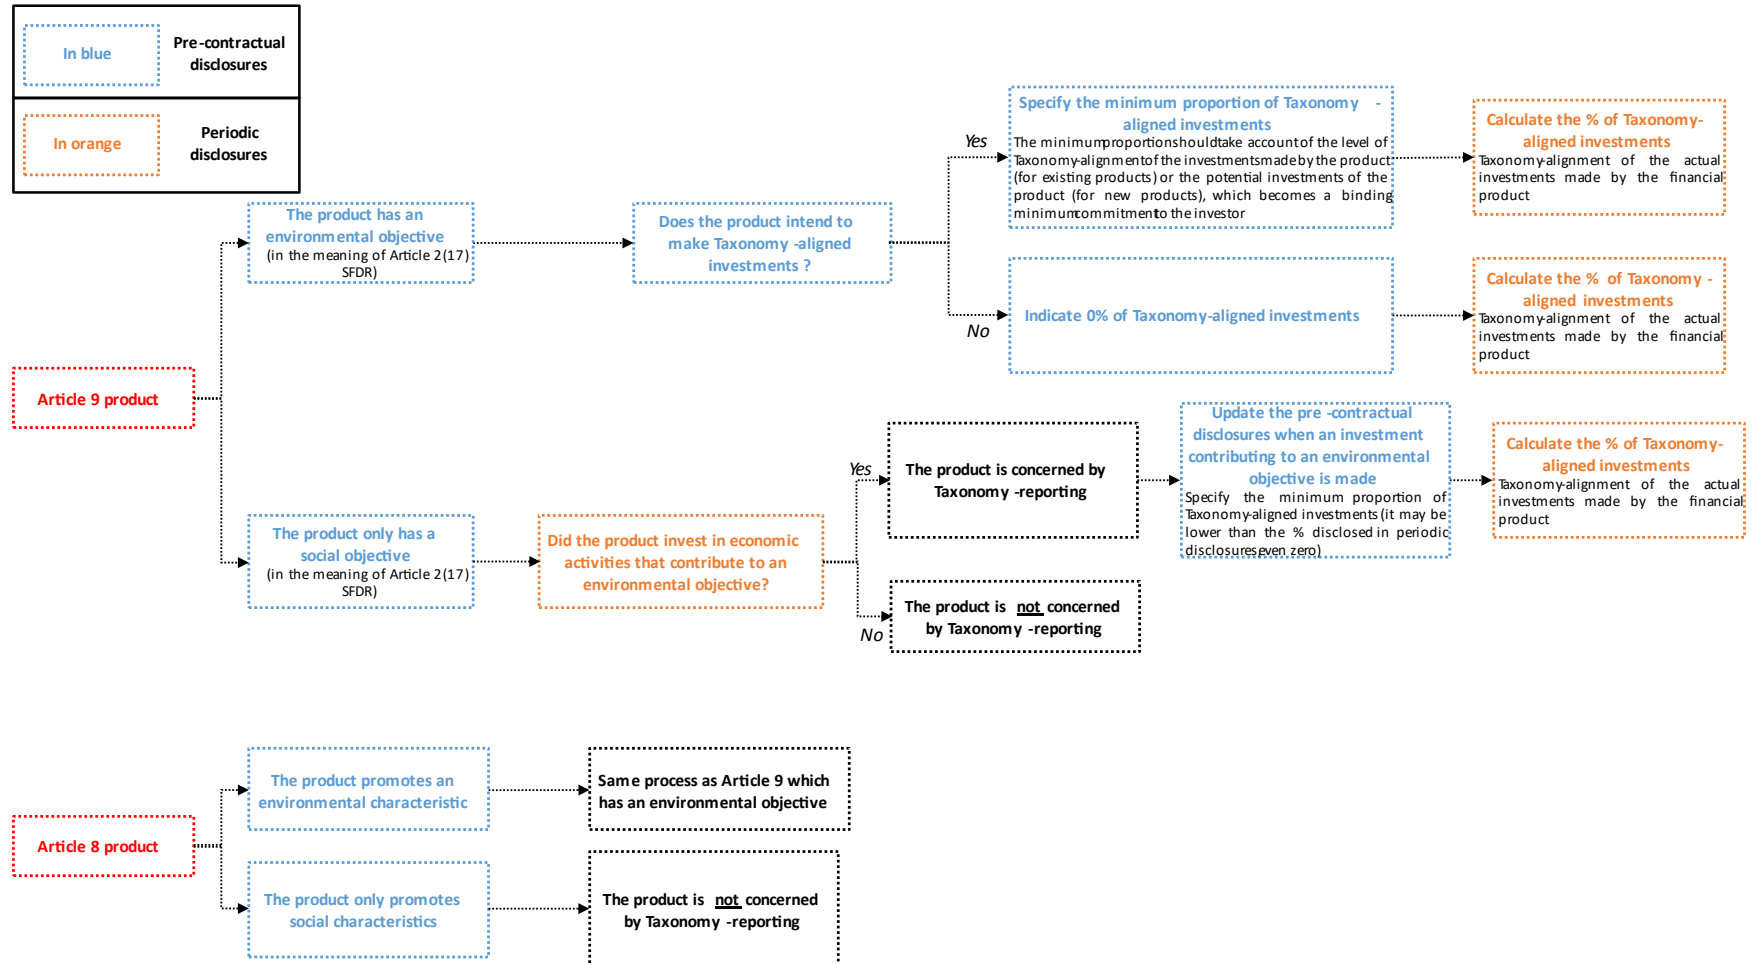 In blue
Pre-contractual
disclosures
In orange
Periodic
disclosures
Article 9 product
The product has an
environmental objective
(in the meaning of Article 2(17)
SFDR)
Does the product intend to
make Taxonomy -aligned
investments ?
Yes
Specify the minimum proportion of Taxonomy -
aligned investments
The minimum proportion should take account of the level of
Taxonomy-alignment of the investments made by the product
(for existing products) or the potential investments of the
product (for new products), which becomes a binding
minimum commitment to the investor
Calculate the % of Taxonomy-
aligned investments
Taxonomy-alignment of the actual
investments made by the financial
product
No
Indicate 0% of Taxonomy-aligned investments
Calculate the % of Taxonomy -
aligned investments
Taxonomy-alignment of the actual
investments made by the financial
product
The product only has a
social objective
(in the meaning of Article 2(17)
SFDR)
Did the product invest in economic
activities that contribute to an
environmental objective?
Yes
The product is concerned by
Taxonomy -reporting
Update the pre -contractual
disclosures when an investment
contributing to an environmental
objective is made
Specify the minimum proportion of
Taxonomy-aligned investments (it may be
lower than the % disclosed in periodic
disclosures, even zero)
Calculate the % of Taxonomy-
aligned investments
Taxonomy-alignment of the actual
investments made by the financial
product
No
The product is not concerned
by Taxonomy -reporting
Article 8 product
The product promotes an
environmental characteristic
Same process as Article 9 which
has an environmental objective
The product only promotes
social characteristics
The product is not concerned
by Taxonomy -reporting